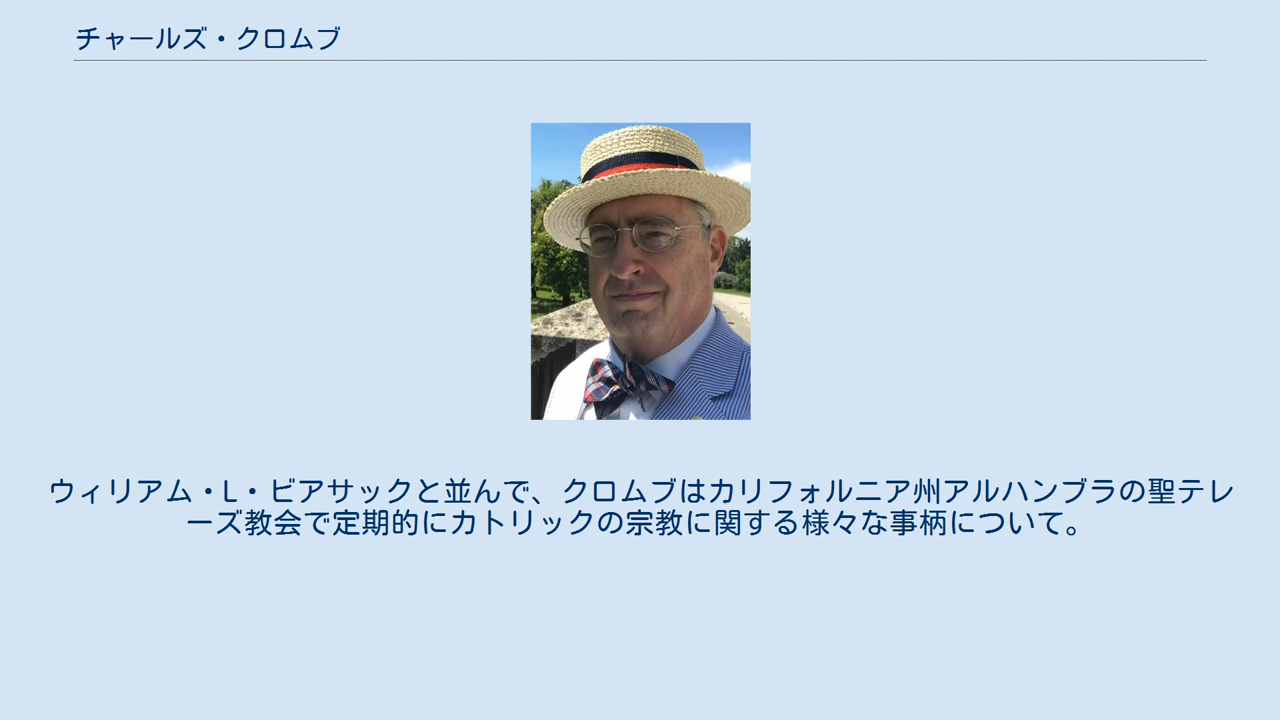 チャールズ・クロムブ
ウィリアム・L・ビアサックと並んで、クロムブはカリフォルニア州アルハンブラの聖テレ
ーズ教会で定期的にカトリックの宗教に関する様々な事柄について。